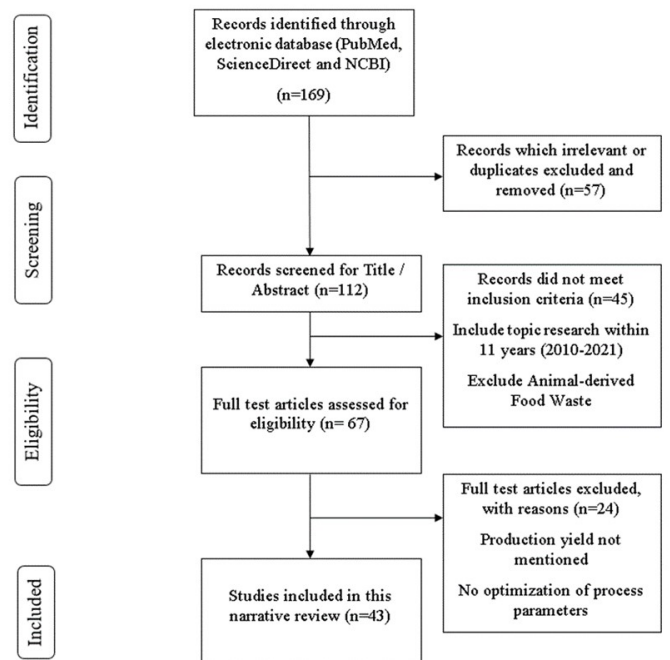 Identification
Records identified through
electronic database (PubMed,
ScienceDirect and NCBI)
(n=169)
Records which irrelevant or
duplicates excluded and
removed (n=57)
Screening
Records screened for Title /
Abstract (n=112)
Records did not meet
inclusion criteria (n=45)
Include topic research within
11 years (2010-2021)
Exclude Animal-derived
Food Waste
Eligibility
Full test articles assessed for
eligibility (n= 67)
Full test articles excluded,
with reasons (n=24)
Production yield not
mentioned
No optimization of process
parameters
Included
Studies included in this
narrative review (n=43)